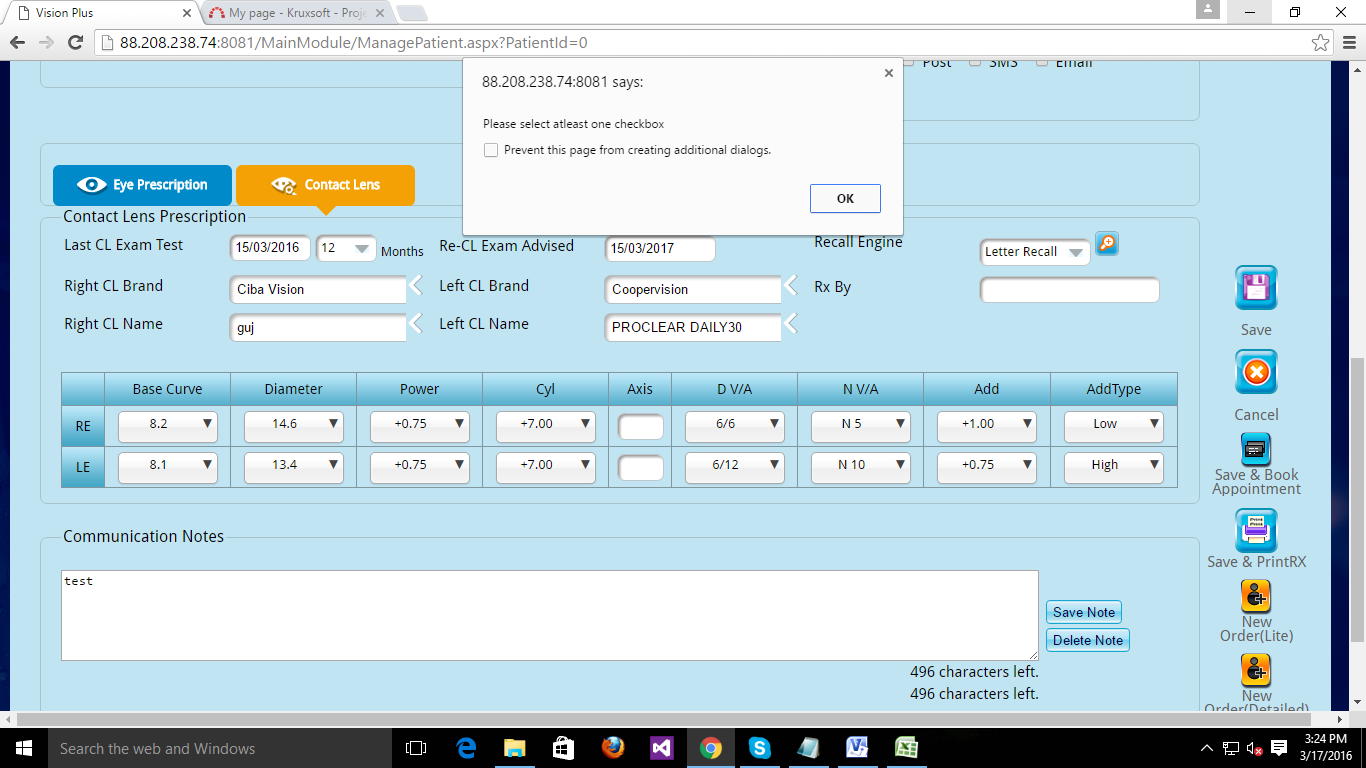 Vision Plus
My page - Kruxsoft - Proje
88.208.238.74:8081/MainModule/ManagePatient.aspx?PatientId=0
Post SMS Email
88.208.238.74:8081 says:
Please select atleast one checkbox
Prevent this page from creating additional dialogs.
OK
Eye Prescription Contact Lens
Contact Lens Prescription
Last CL Exam Test 15/03/2016 12 Months Re-CL Exam Advised 15/03/2017 Recall Engine Letter Recall
Right CL Brand Ciba Vision Left CL Brand Coopervision Rx By
Right CL Name guj Left CL Name PROCLEAR DAILY30
Base Curve Diameter Power Cyl Axis D V/A N V/A Add AddType
RE 8.2 14.6 +0.75 +7.00 6/6 N 5 +1.00 Low
LE 8.1 13.4 +0.75 +7.00 6/12 N 10 +0.75 High
Communication Notes
test
Save Note
Delete Note
496 characters left.
496 characters left.
Save
Cancel
Save & Book
Appointment
Print
Print
Save & PrintRX
New
Order(Lite)
New
Order(Detailed)
Search the web and Windows
3:24 PM
3/17/2016